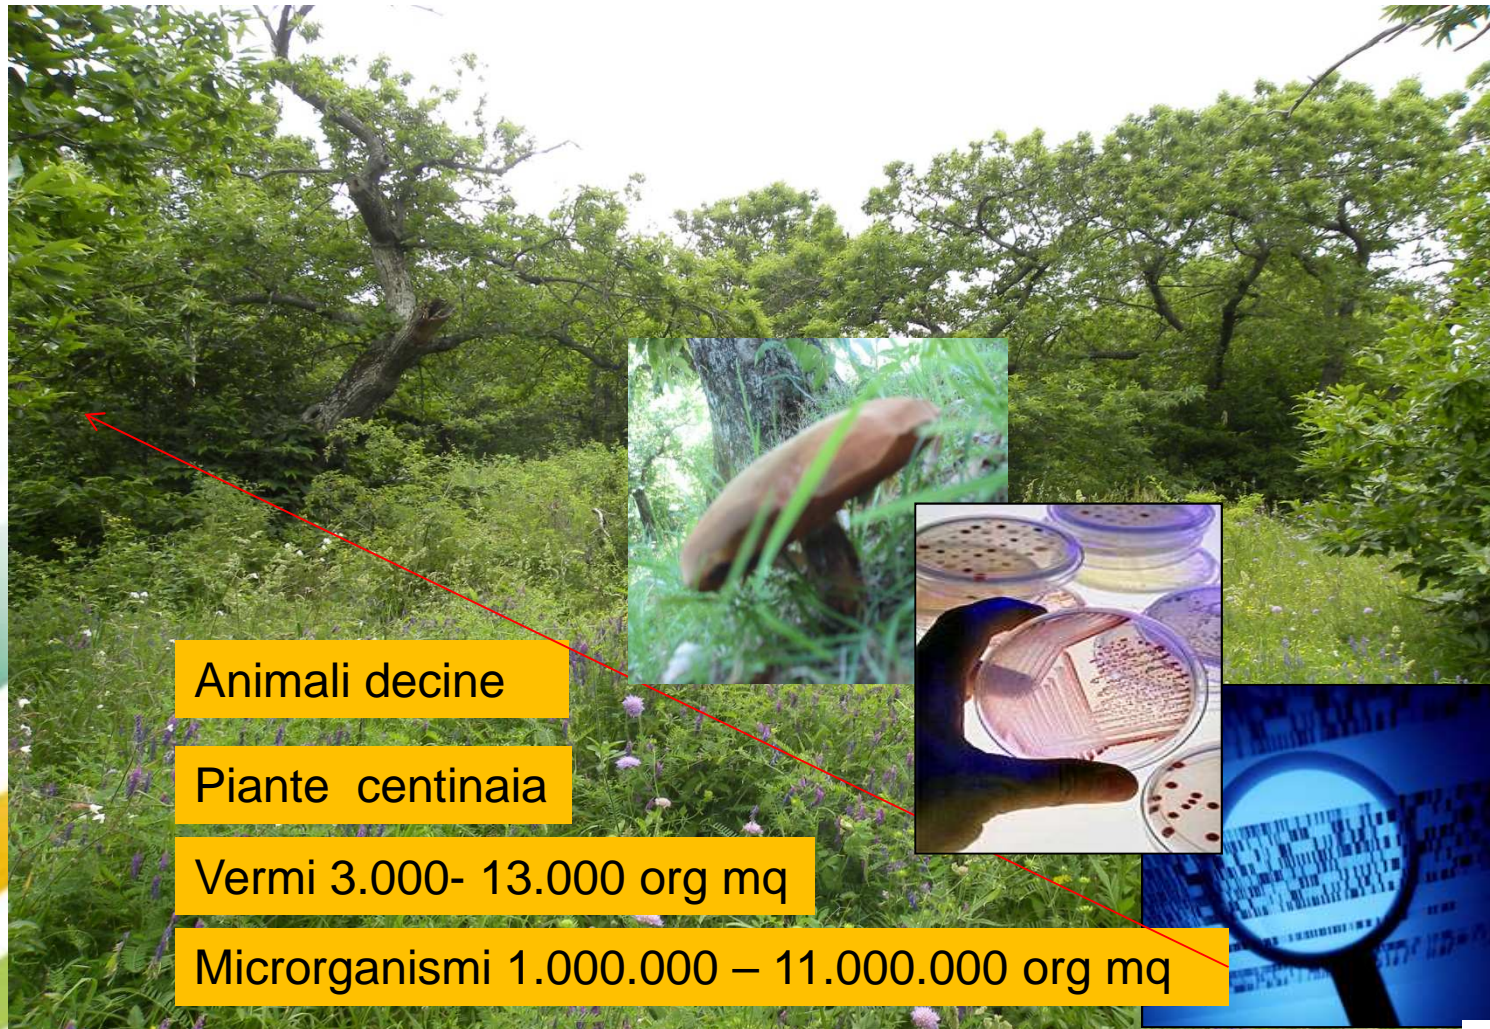 Animali decine
Piante centinaia
Vermi 3.000- 13.000 org mq
Microrganismi 1.000.000 – 11.000.000 org mq